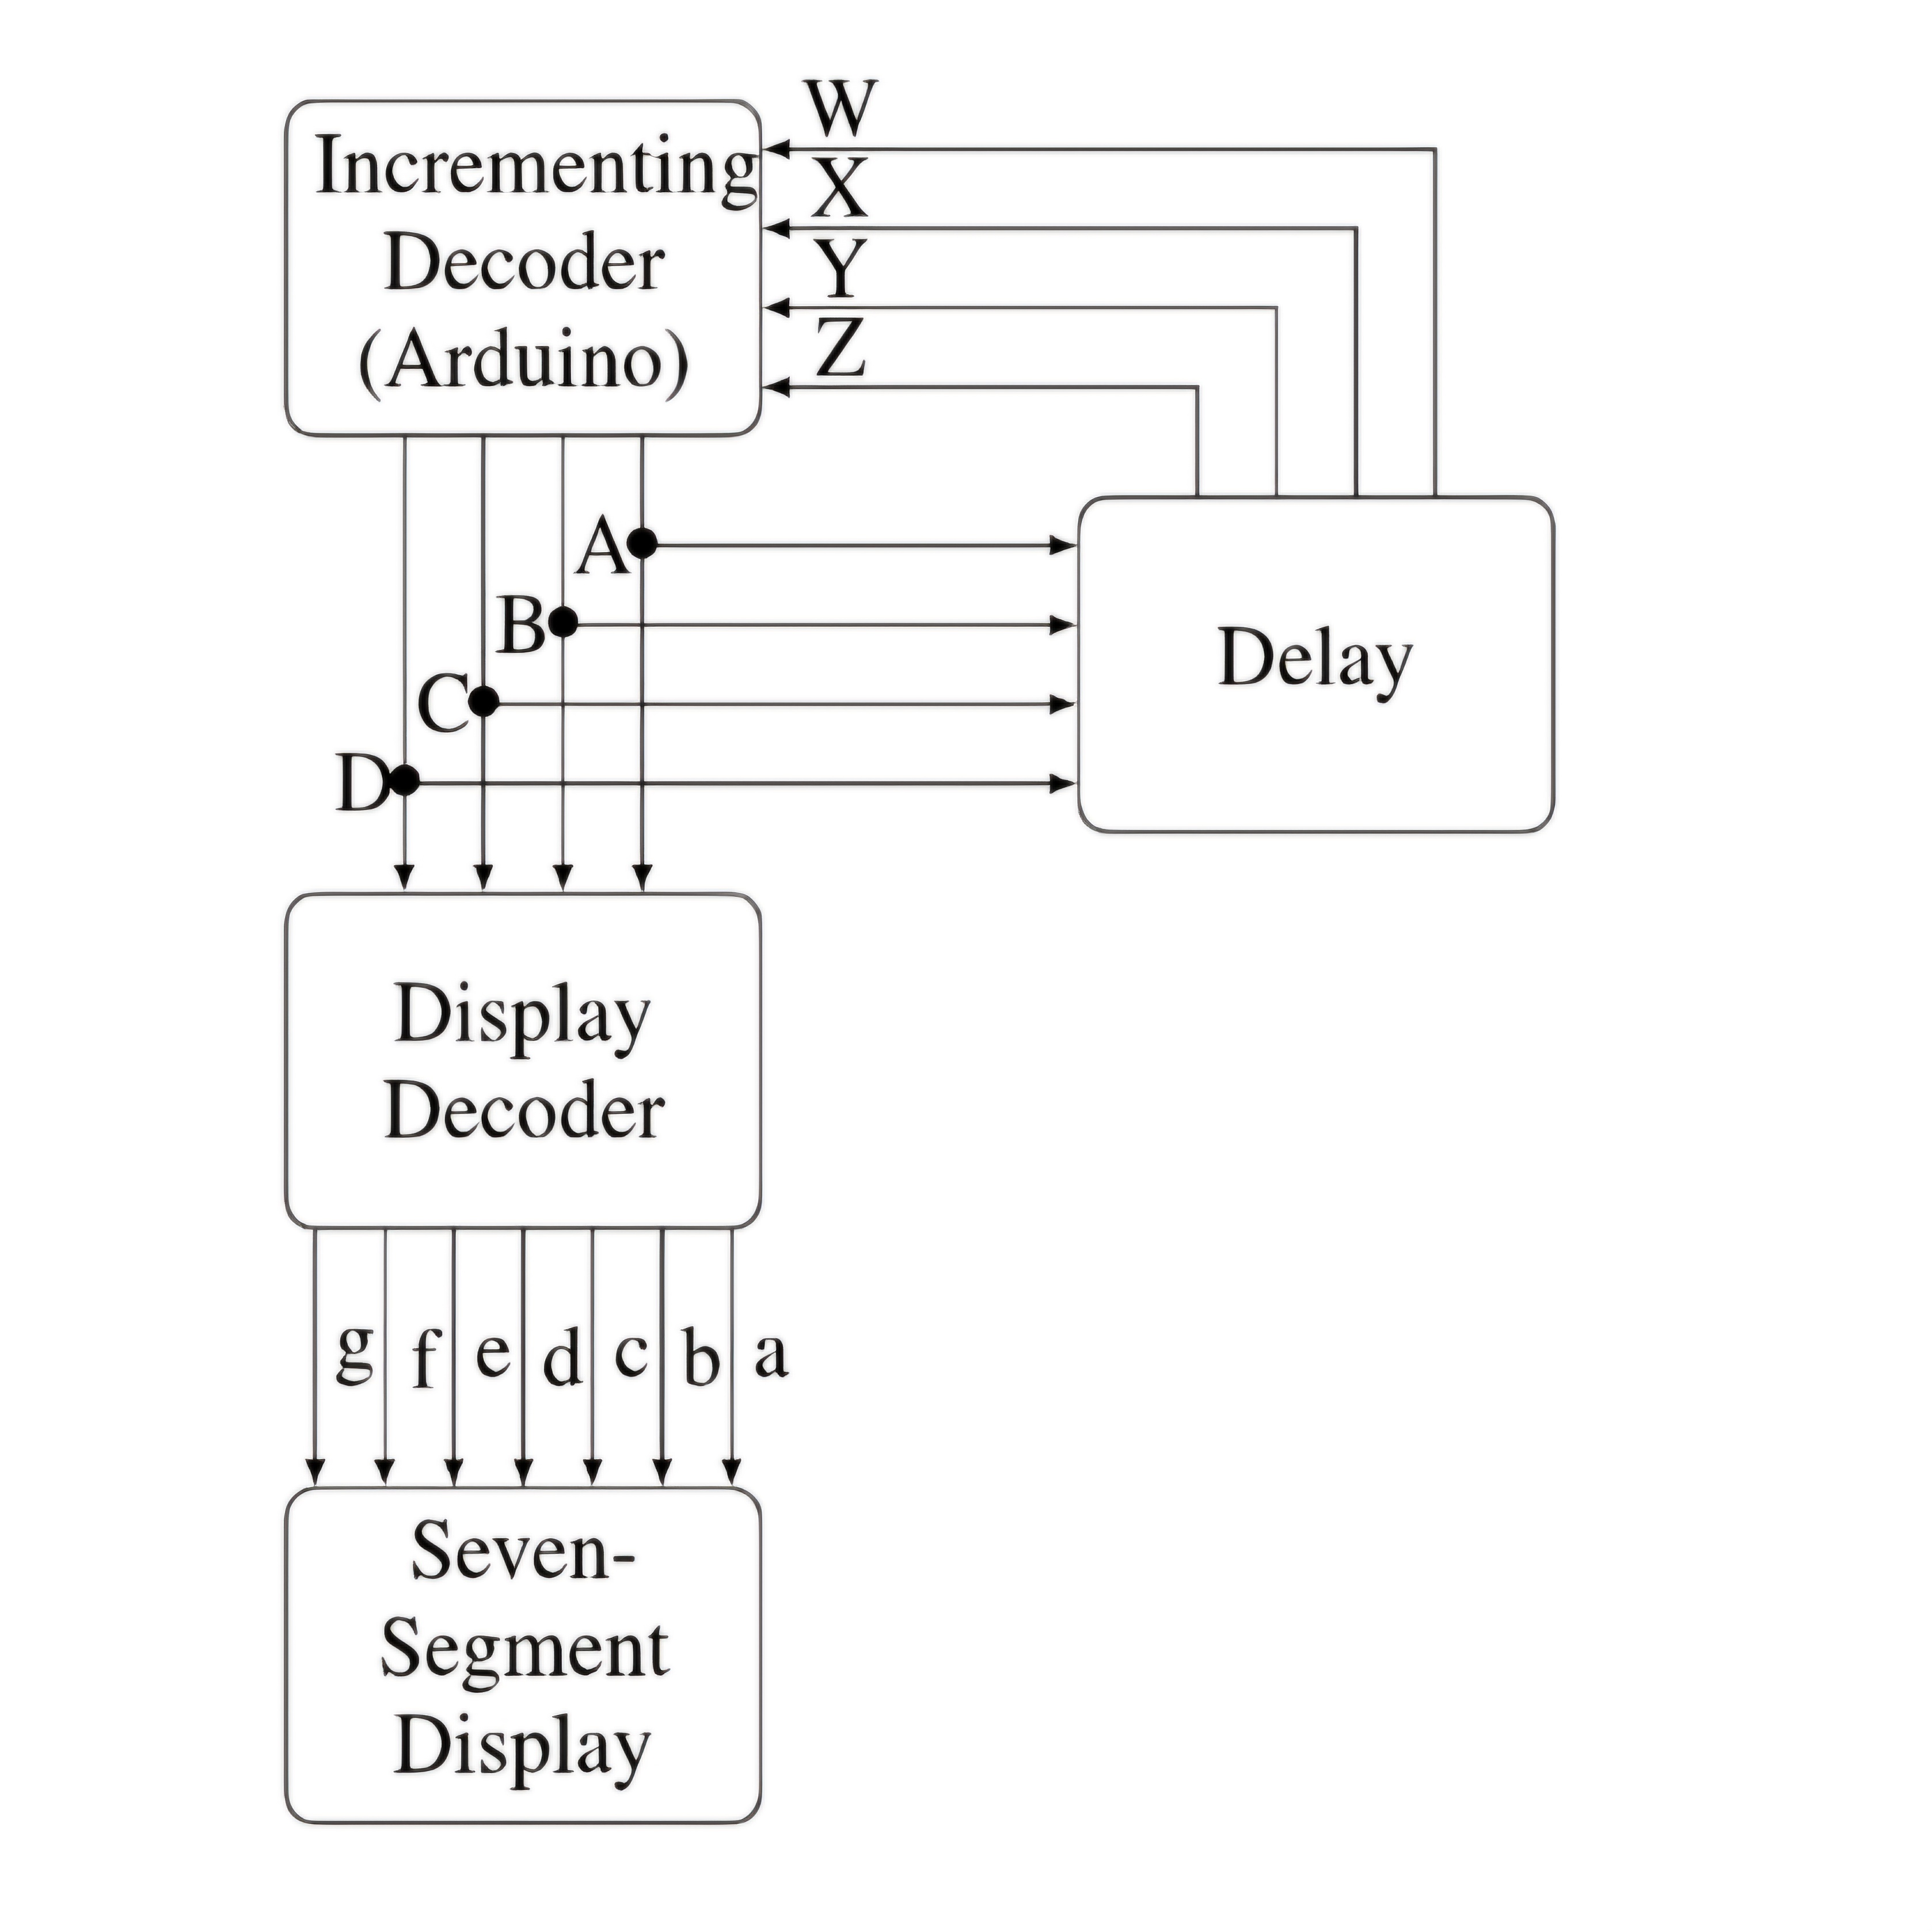 W
Incrementing
X
Decoder
Y
(Arduino)
Z
A
B
Delay
C
D
Display
Decoder
g f e d c b a
Seven-
Segment
Display